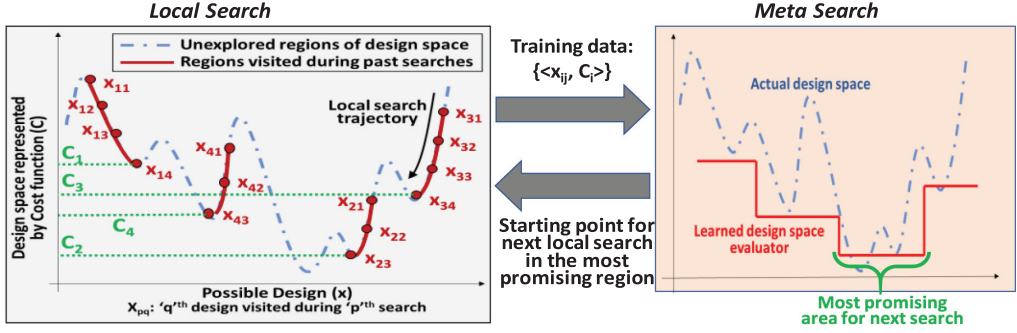 Local Search
Unexplored regions of design space
Regions visited during past searches
Design space represented
by Cost function (C)
x11
x12
x13
x14
x41
x42
x43
x21
x22
x23
x31
x32
x33
x34
Local search
trajectory
C1
C3
C4
C2
Possible Design (x)
Xpq: ‘q’th design visited during ‘p’th search
Training data:
{<xij, Ci>}
Starting point for
next local search
in the most
promising region
Meta Search
Actual design space
Learned design space
evaluator
Most promising
area for next search